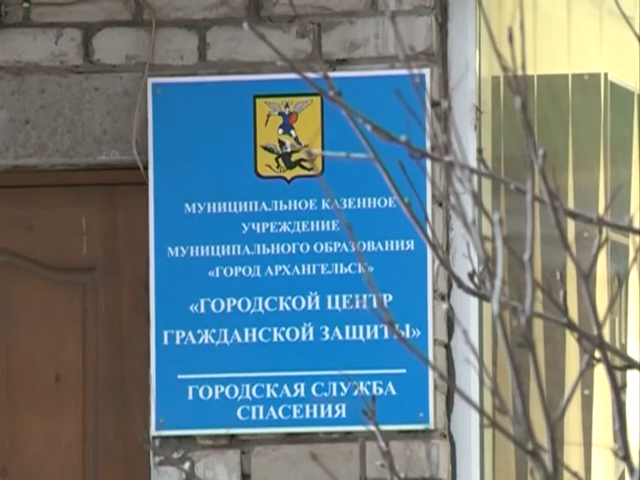 МУНИЦИПАЛЬНОЕ КАЗЕННОЕ
УЧРЕЖДЕНИЕ
МУНИЦИПАЛЬНОГО ОБРАЗОВАНИЯ
«ГОРОД АРХАНГЕЛЬСК»
«ГОРОДСКОЙ ЦЕНТР
ГРАЖДАНСКОЙ ЗАЩИТЫ»
ГОРОДСКАЯ СЛУЖБА
СПАСЕНИЯ